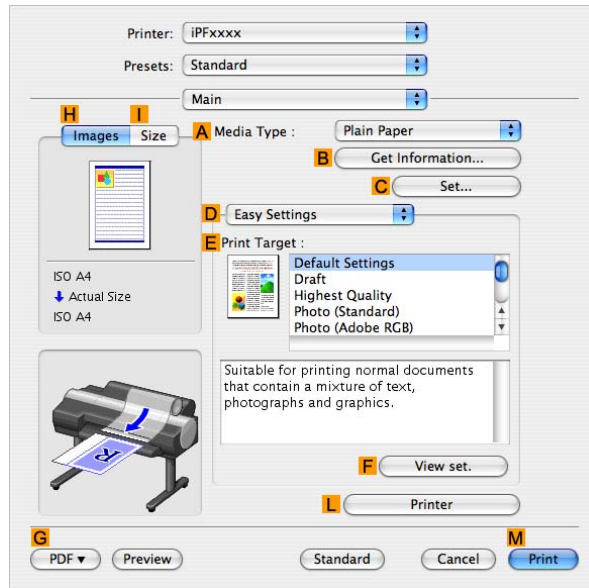 Printer: iPFxxxx
Presets: Standard
Main
H I
Images Size
A Media Type : Plain Paper
B Get Information...
C Set...
D Easy Settings
E Print Target :
Default Settings
Draft
Highest Quality
Photo (Standard)
Photo (Adobe RGB)
ISO A4
Actual Size
ISO A4
Suitable for printing normal documents
that contain a mixture of text,
photographs and graphics.
F View set.
L Printer
G M
PDF ▼ Preview Standard Cancel Print